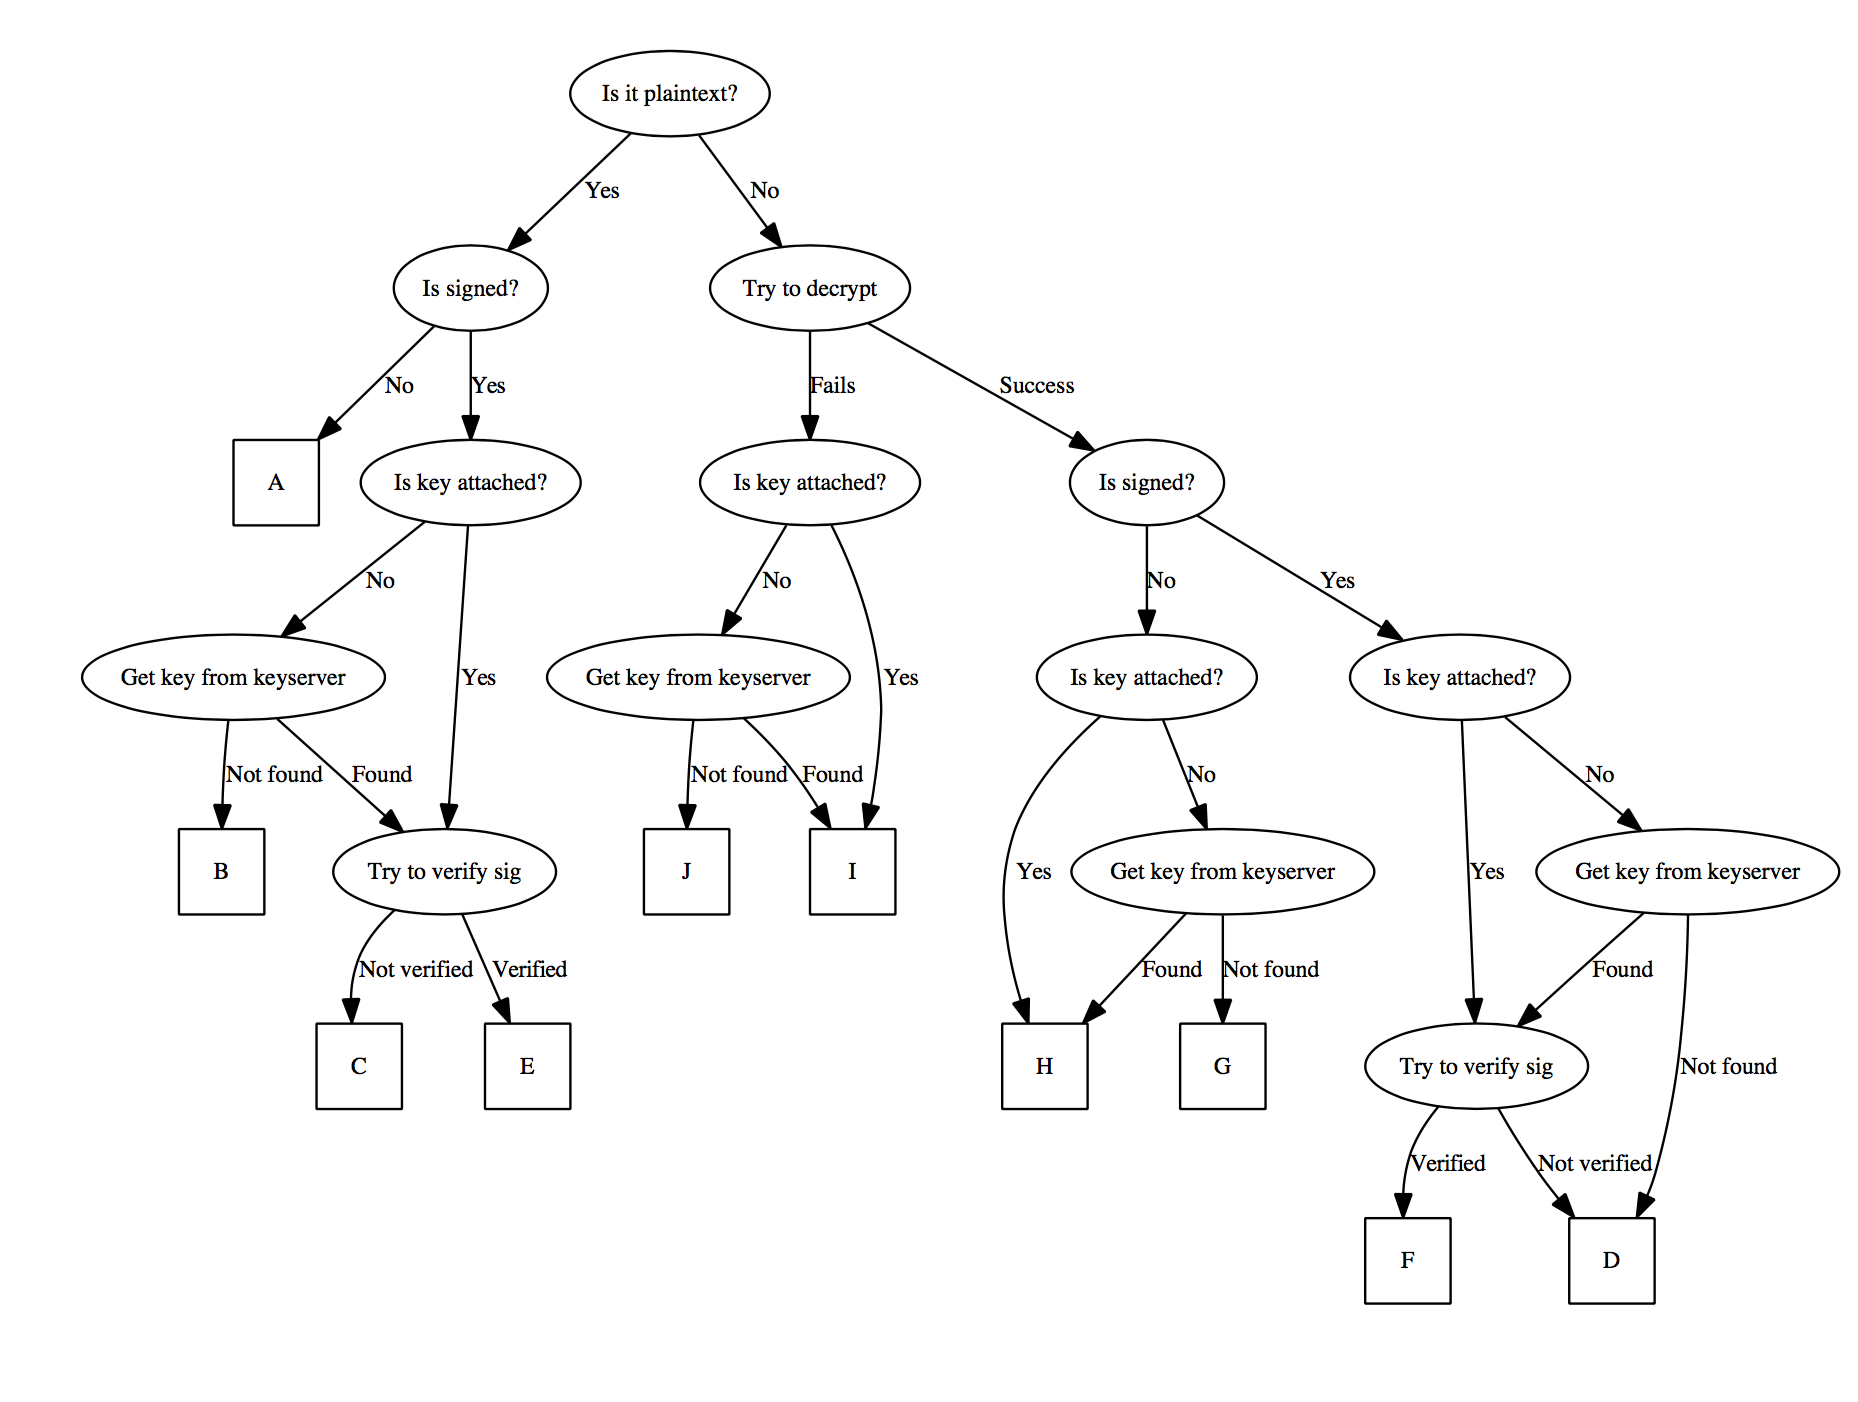 Is it plaintext?
Yes
No
Is signed?
Try to decrypt
No
Yes
Fails
Success
A
Is key attached?
Is key attached?
Is signed?
No
No
No
Yes
Get key from keyserver
Yes
Get key from keyserver
Yes
Is key attached?
Is key attached?
Not found
Found
Not found
Found
No
No
B
Try to verify sig
J
I
Yes
Get key from keyserver
Yes
Get key from keyserver
Not verified
Verified
Found
Not found
Found
C
E
H
G
Try to verify sig
Not found
Verified
Not verified
F
D